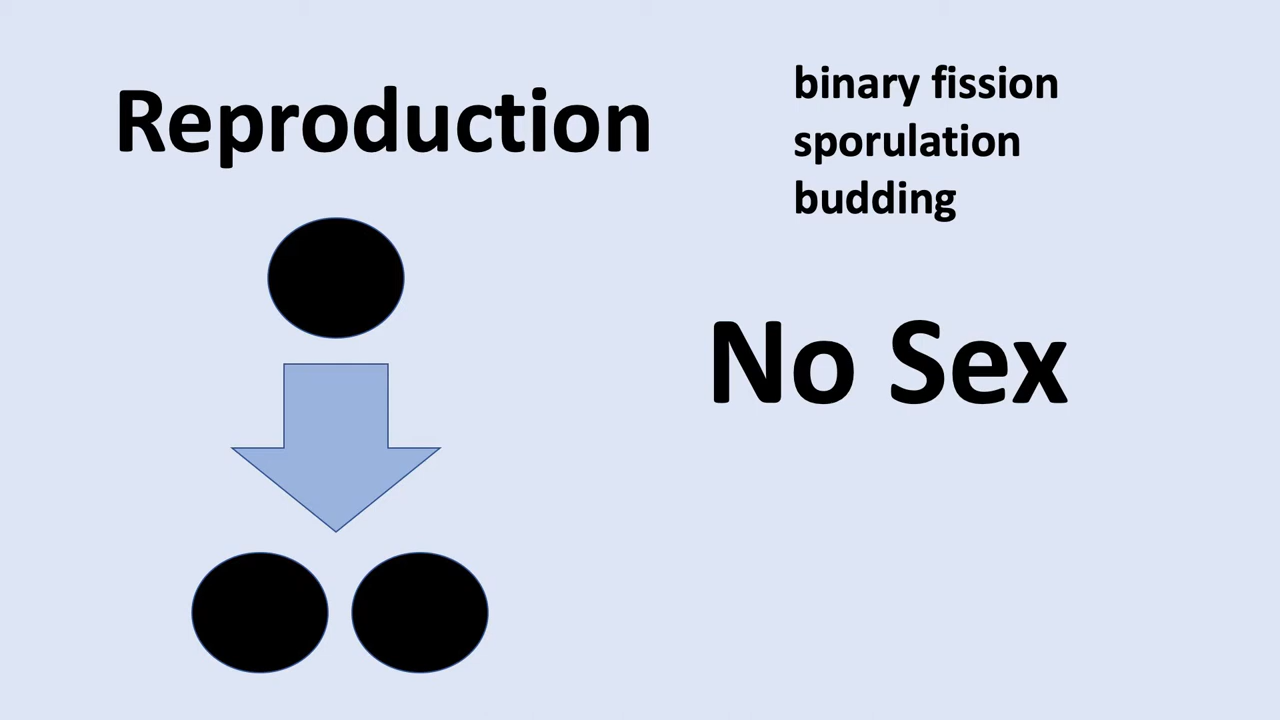 Reproduction
binary fission
sporulation
budding
No Sex